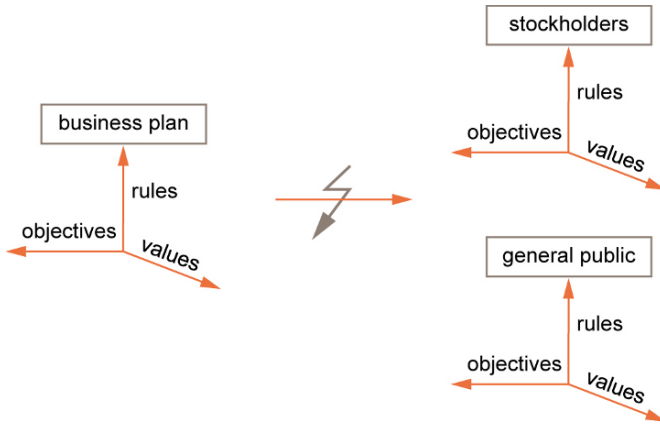 business plan
rules
objectives
values
stockholders
rules
objectives
values
general public
rules
objectives
values